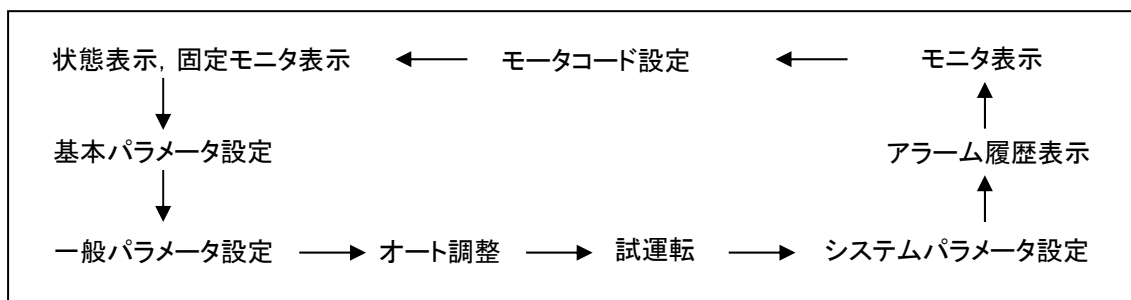 状態表示, 固定モニタ表示
モータコード設定
モニタ表示
基本パラメータ設定
アラーム履歴表示
一般パラメータ設定
オート調整
試運転
システムパラメータ設定